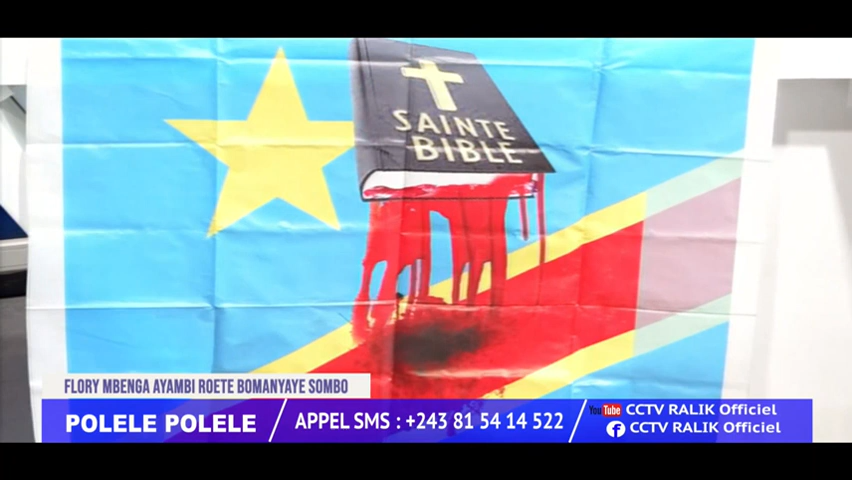 SAINTE
BIBLE
FLORY MBENGA AYAMBI ROETE BOMANYAYE SOMBO
POLELE POLELE
APPEL SMS : +243 81 54 14 522
YouTube CCTV RALIK Officiel
f CCTV RALIK Officiel